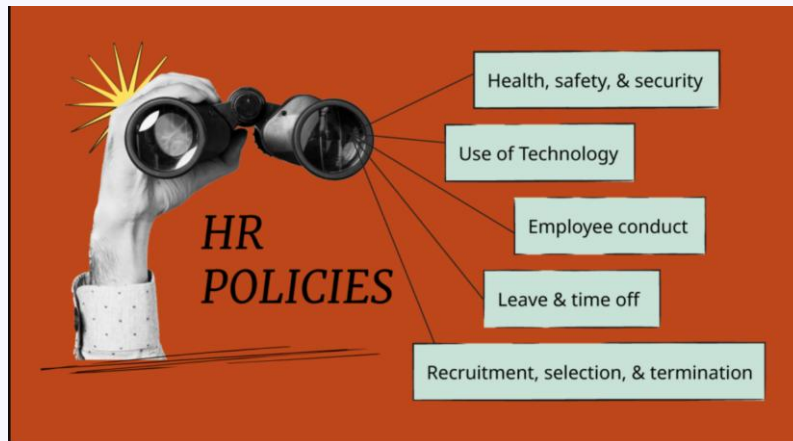 HR
POLICIES
Health, safety, & security
Use of Technology
Employee conduct
Leave & time off
Recruitment, selection, & termination